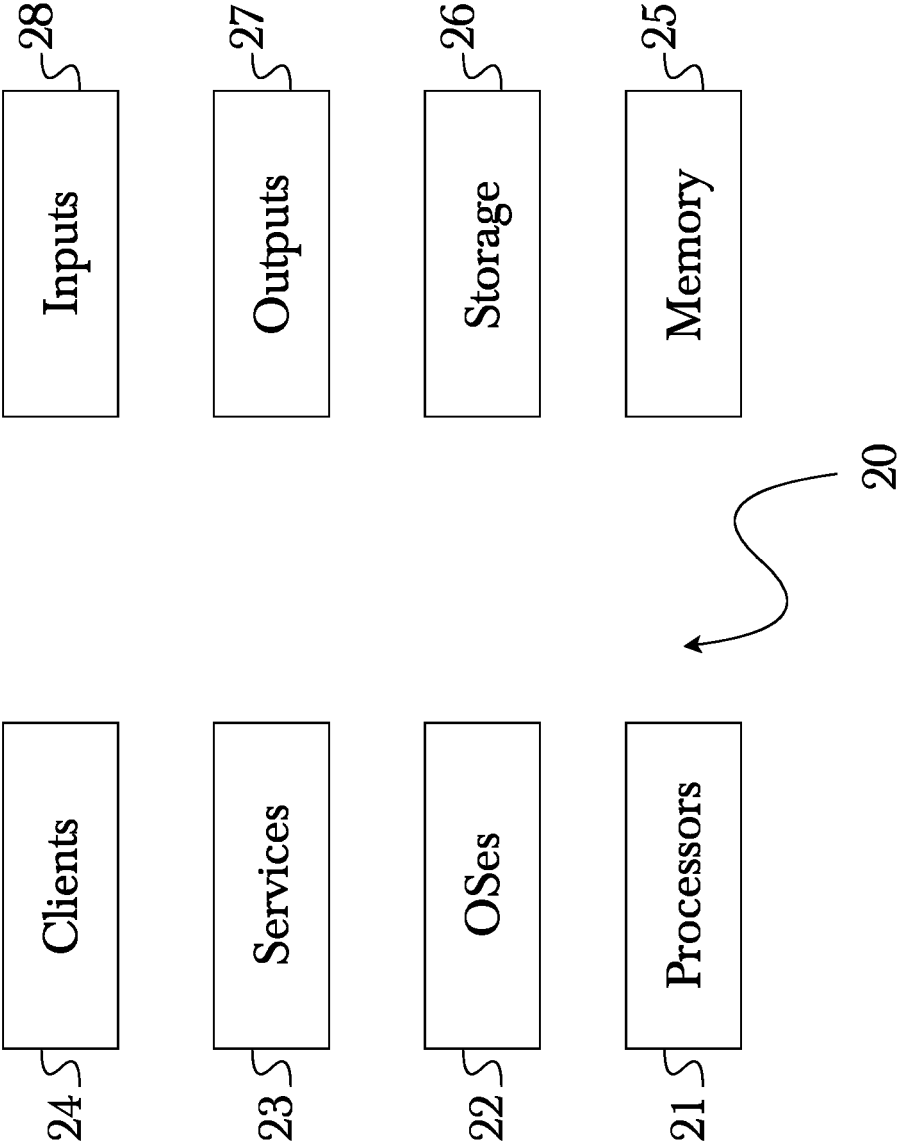 24 Clients Inputs 28
23 Services Outputs 27
22 OSes Storage 26
21 Processors Memory 25
20